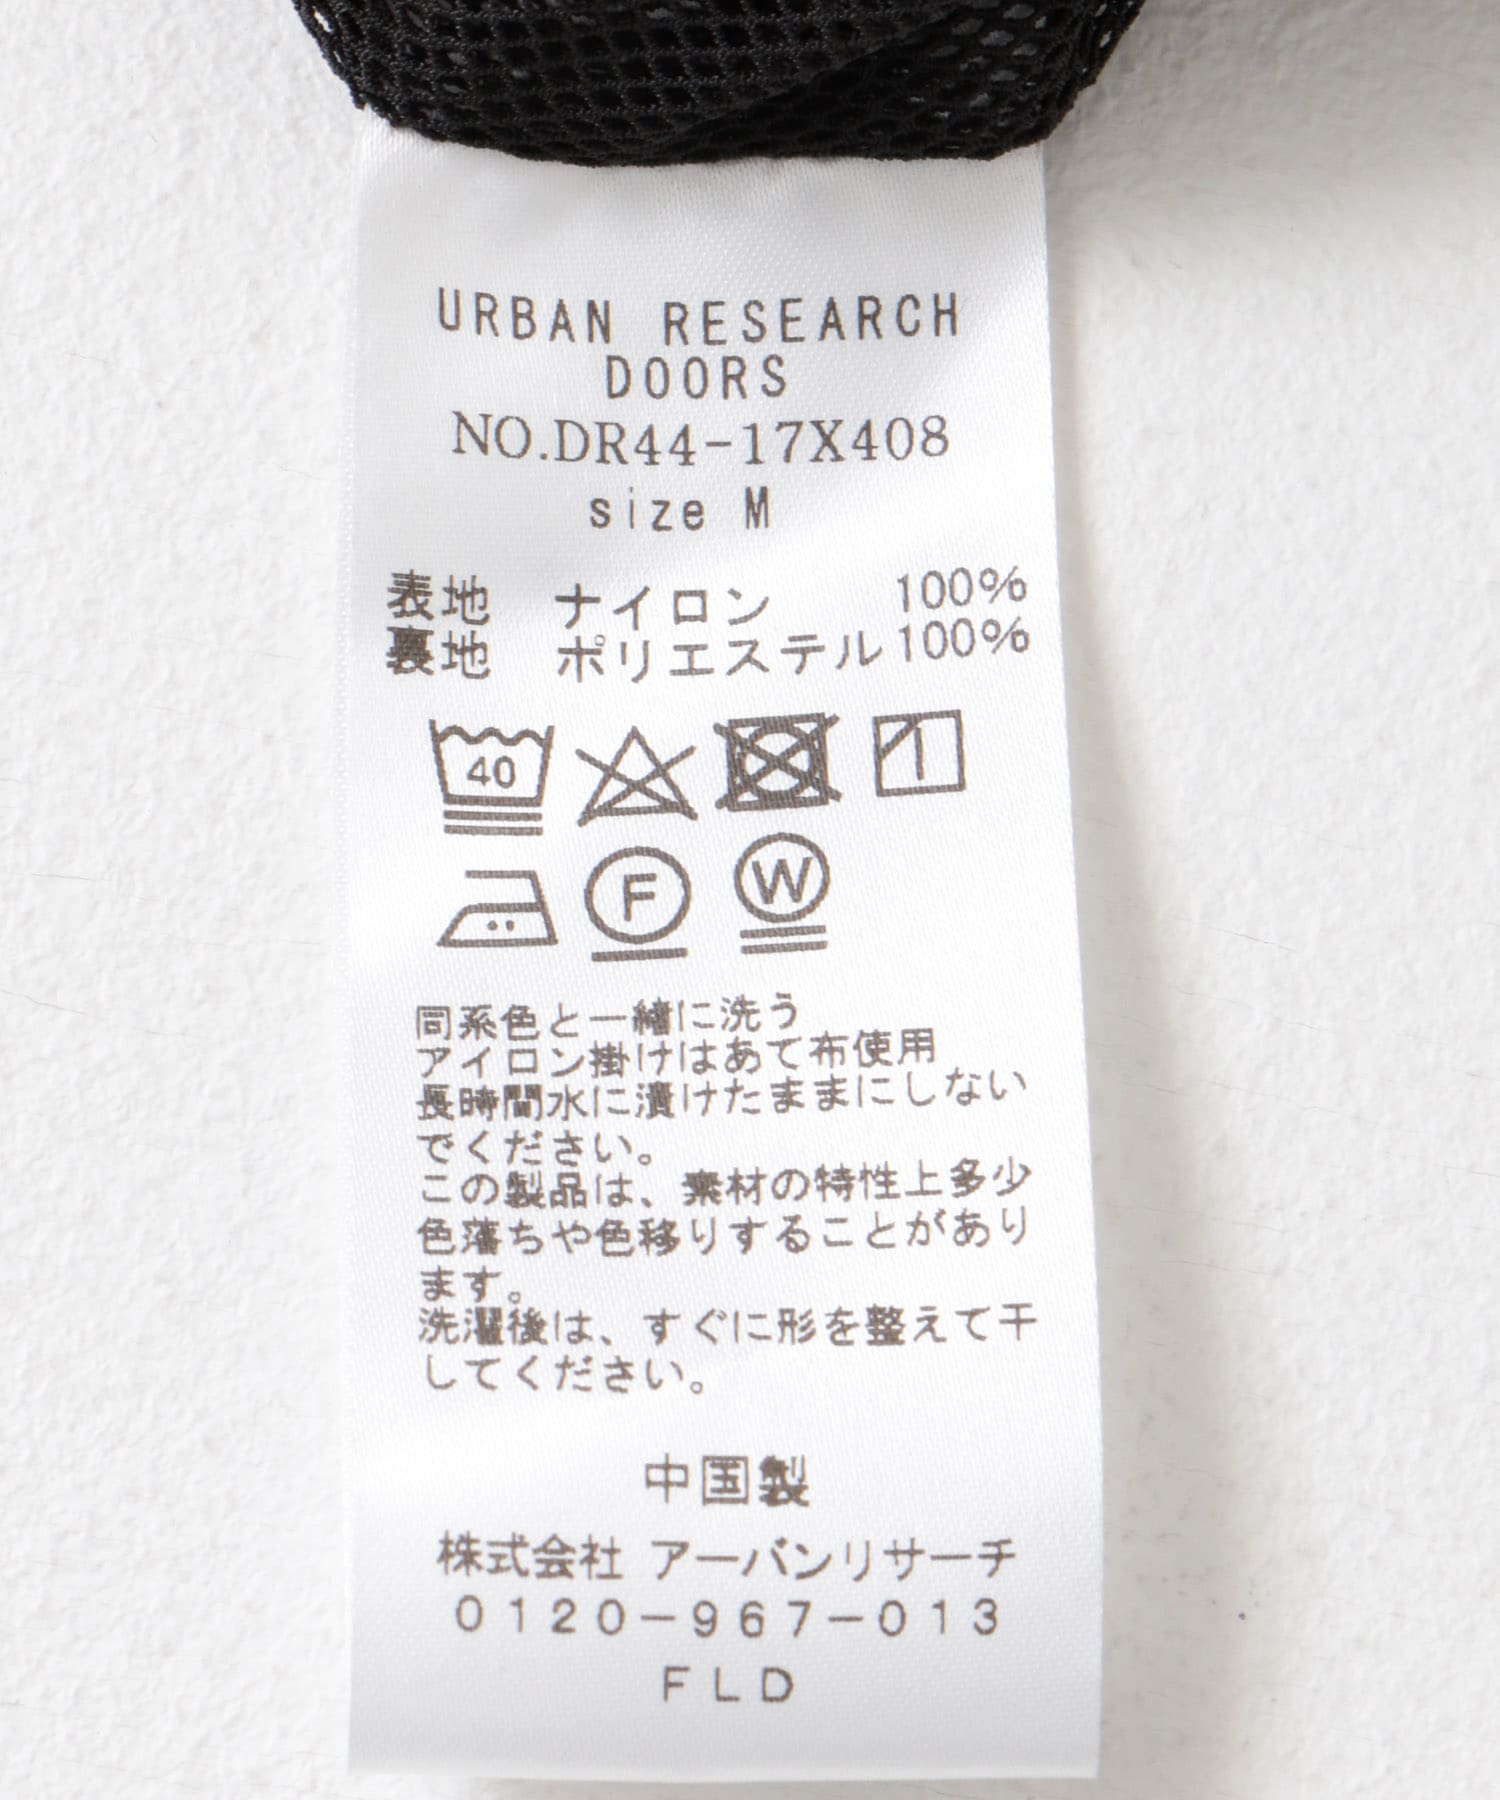 URBAN RESEARCH
DOORS
NO.DR44-17X408
size M
表地 ナイロン 100%
裏地 ポリエステル 100%
40
F W
同系色と一緒に洗う
アイロン掛けはあて布使用
長時間水に漬けたままにしない
でください。
この製品は、素材の特性上多少
色落ちや色移りすることがあり
ます。
洗濯後は、すぐに形を整えて干
してください。
中国製
株式会社 アーバンリサーチ
0120-967-013
FLD